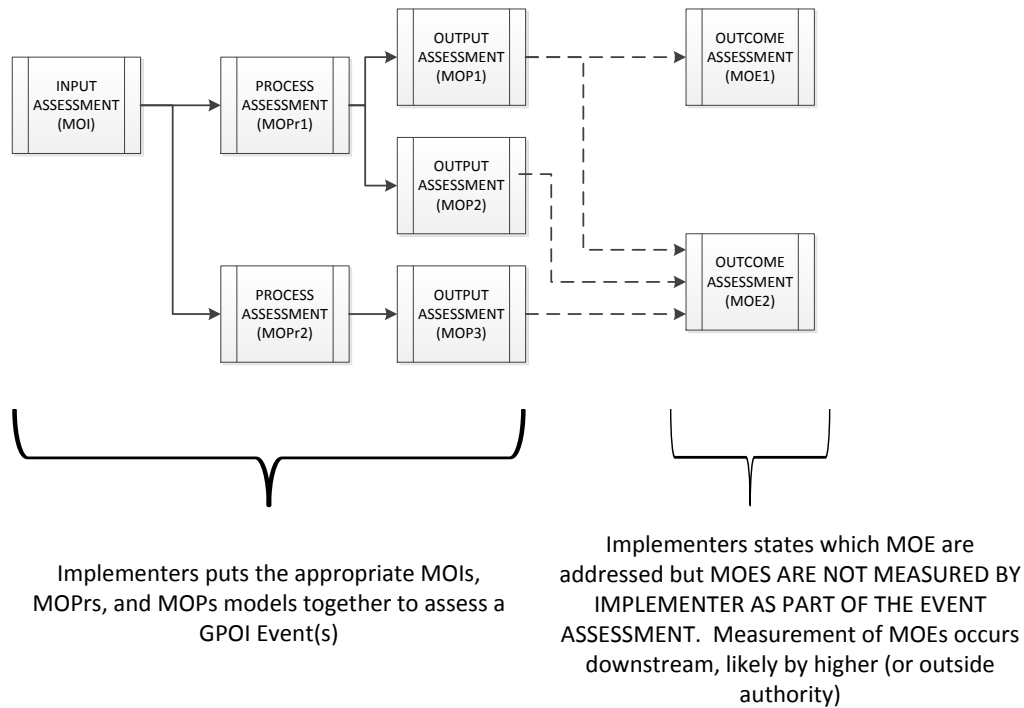 INPUT
ASSESSMENT
(MOI)
PROCESS
ASSESSMENT
(MOPr1)
OUTPUT
ASSESSMENT
(MOP1)
OUTCOME
ASSESSMENT
(MOE1)
OUTPUT
ASSESSMENT
(MOP2)
PROCESS
ASSESSMENT
(MOPr2)
OUTPUT
ASSESSMENT
(MOP3)
OUTCOME
ASSESSMENT
(MOE2)
Implementers puts the appropriate MOIs,
MOPrs, and MOPs models together to assess a
GPOI Event(s)
Implementers states which MOE are
addressed but MOES ARE NOT MEASURED BY
IMPLEMENTER AS PART OF THE EVENT
ASSESSMENT.  Measurement of MOEs occurs
downstream, likely by higher (or outside
authority)